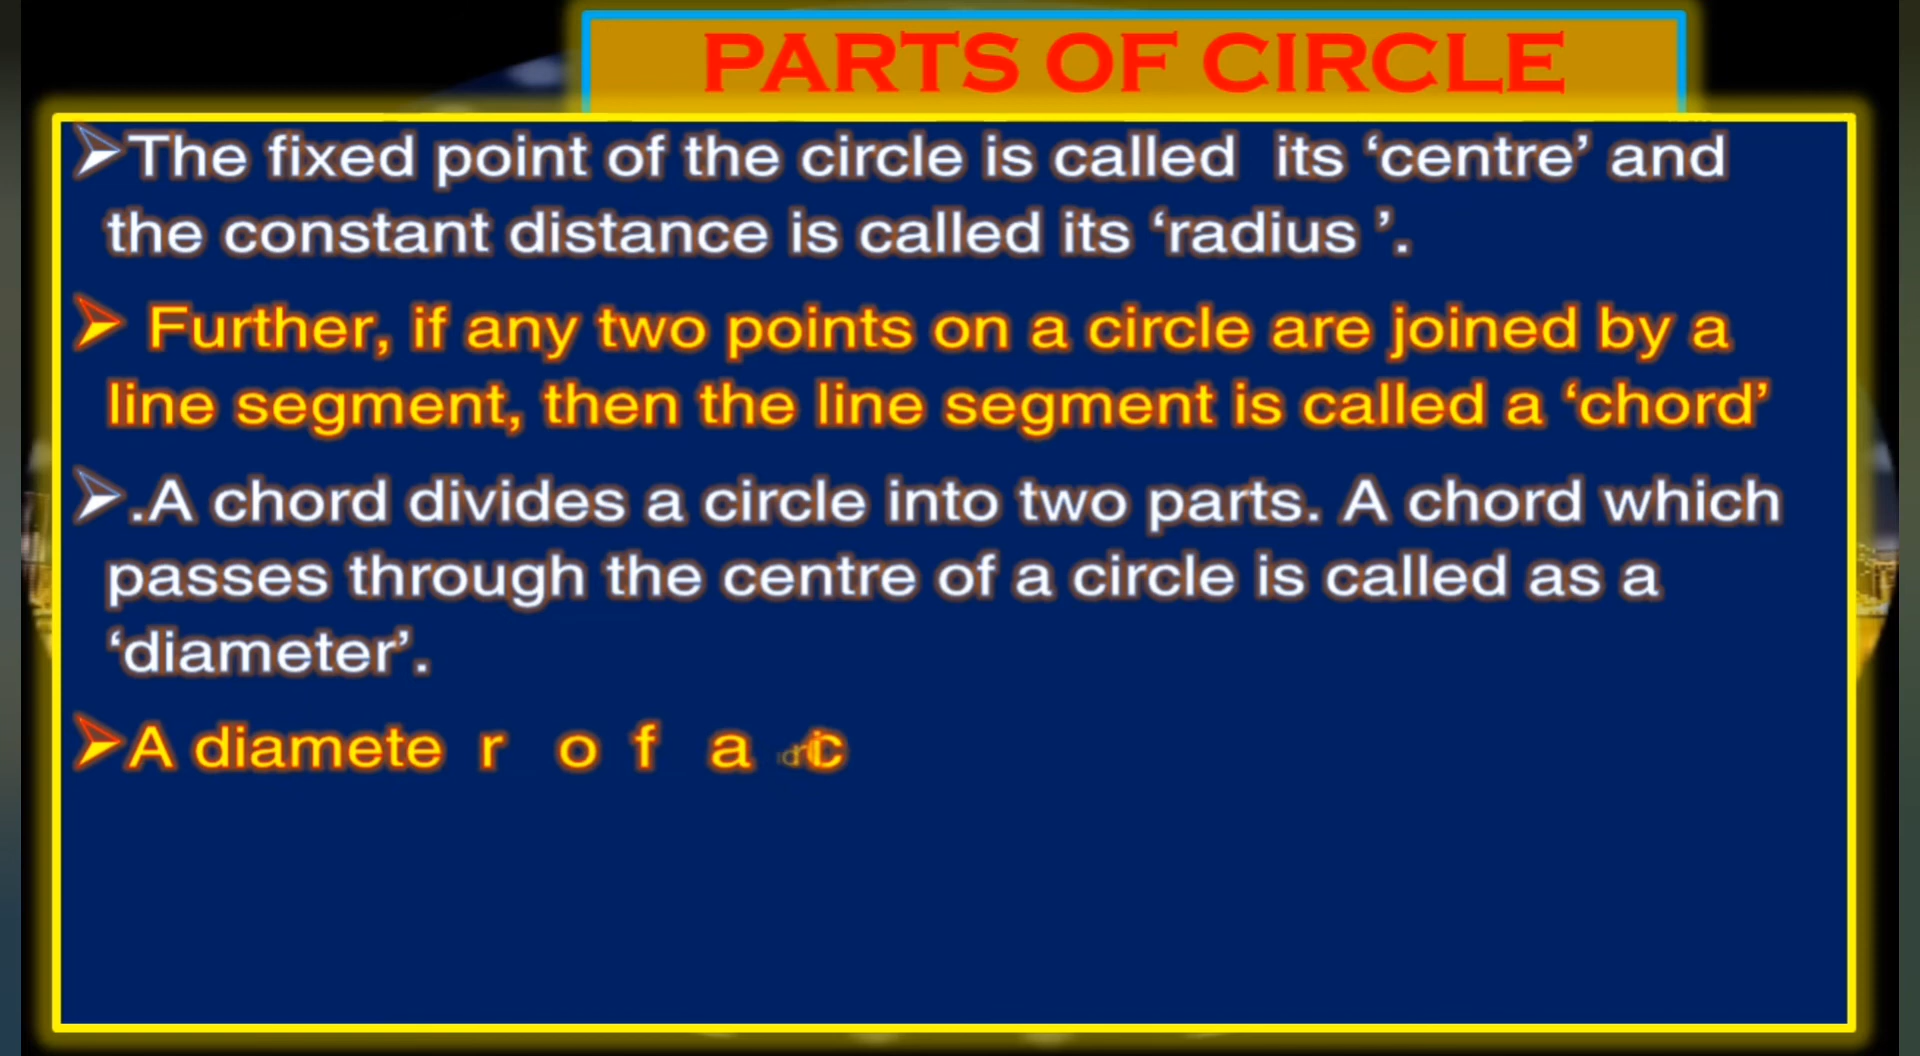 PARTS OF CIRCLE
➢The fixed point of the circle is called its ‘centre’ and
the constant distance is called its ‘radius ’.
➢ Further, if any two points on a circle are joined by a
line segment, then the line segment is called a ‘chord’
➢.A chord divides a circle into two parts. A chord which
passes through the centre of a circle is called as a
‘diameter’.
➢A diamete r o f a c